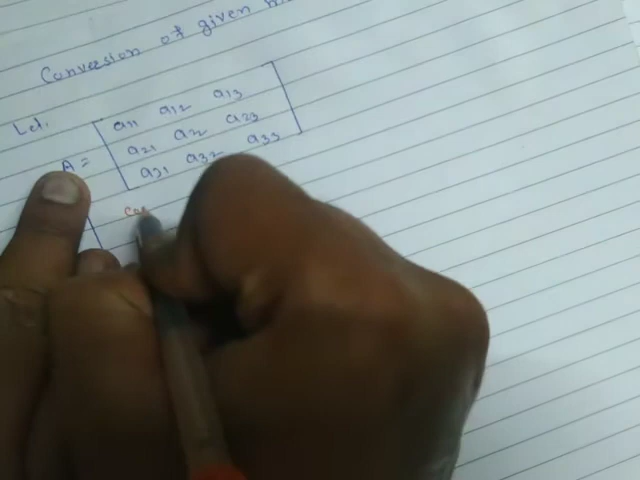 Conversion of given
Let.
A = a11 a12 a13
a21 a22 a23
a31 a32 a33